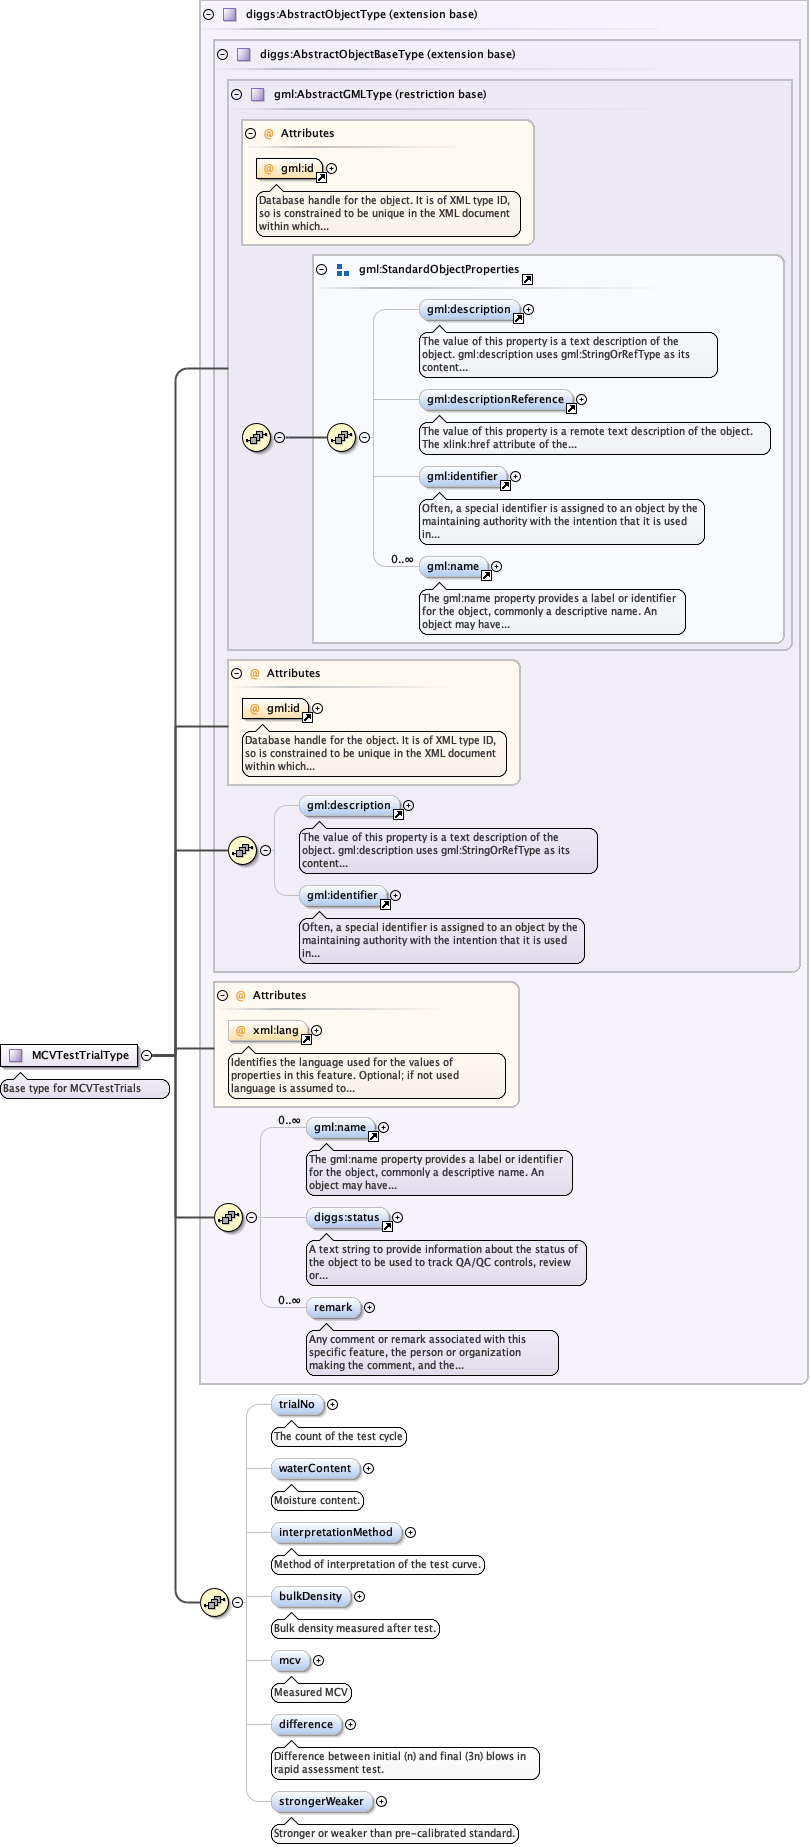 diggs:AbstractObjectType (extension base)
diggs:AbstractObjectBaseType (extension base)
gml:AbstractGMLType (restriction base)
@ Attributes
@ gml:id
Database handle for the object. It is of XML type ID,
so is constrained to be unique in the XML document
within which...
gml:StandardObjectProperties
gml:description
The value of this property is a text description of the
object. gml:description uses gml:StringOrRefType as its
content...
gml:descriptionReference
The value of this property is a remote text description of the object.
The xlink:href attribute of the...
gml:identifier
Often, a special identifier is assigned to an object by the
maintaining authority with the intention that it is used
in...
0..∞
gml:name
The gml:name property provides a label or identifier
for the object, commonly a descriptive name. An
object may have...
@ Attributes
@ gml:id
Database handle for the object. It is of XML type ID,
so is constrained to be unique in the XML document
within which...
gml:description
The value of this property is a text description of the
object. gml:description uses gml:StringOrRefType as its
content...
gml:identifier
Often, a special identifier is assigned to an object by the
maintaining authority with the intention that it is used
in...
@ Attributes
@ xml:lang
Identifies the language used for the values of
properties in this feature. Optional; if not used
language is assumed to...
MCVTestTrialType
Base type for MCVTestTrials
0..∞
gml:name
The gml:name property provides a label or identifier
for the object, commonly a descriptive name. An
object may have...
diggs:status
A text string to provide information about the status of
the object to be used to track QA/QC controls, review
or...
0..∞
remark
Any comment or remark associated with this
specific feature, the person or organization
making the comment, and the...
trialNo
The count of the test cycle
waterContent
Moisture content.
interpretationMethod
Method of interpretation of the test curve.
bulkDensity
Bulk density measured after test.
mcv
Measured MCV
difference
Difference between initial (n) and final (3n) blows in
rapid assessment test.
strongerWeaker
Stronger or weaker than pre-calibrated standard.